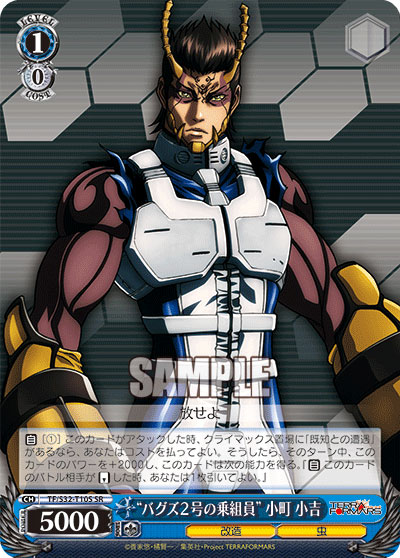 LEVEL
1
0
COST
SAMPLE
放せよ
【自】[①] このカードがアタックした時、クライマックス置場に「既知との遭遇」
があるなら、あなたはコストを払ってよい。そうしたら、そのターン中、この
カードのパワーを+2000し、このカードは次の能力を得る。『【自】 このカード
のバトル相手が【リバース】した時、あなたは1枚引いてよい。』
CH TF/S32-T10S SR
5000
“バグズ2号の乗組員” 小町 小吉
TERRAFORMARS
改造 虫
©貴家悠・橘賢一/集英社・Project TERRAFORMARS